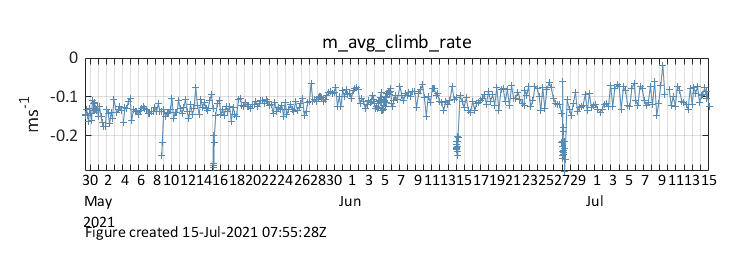 m_avg_climb_rate
0
-0.1
-0.2
ms-1
30 2 4 6 8 10 12 14 16 18 20 22 24 26 28 30 1 3 5 7 9 11 13 15 17 19 21 23 25 27 29 1 3 5 7 9 11 13 15
May Jun Jul
2021
Figure created 15-Jul-2021 07:55:28Z